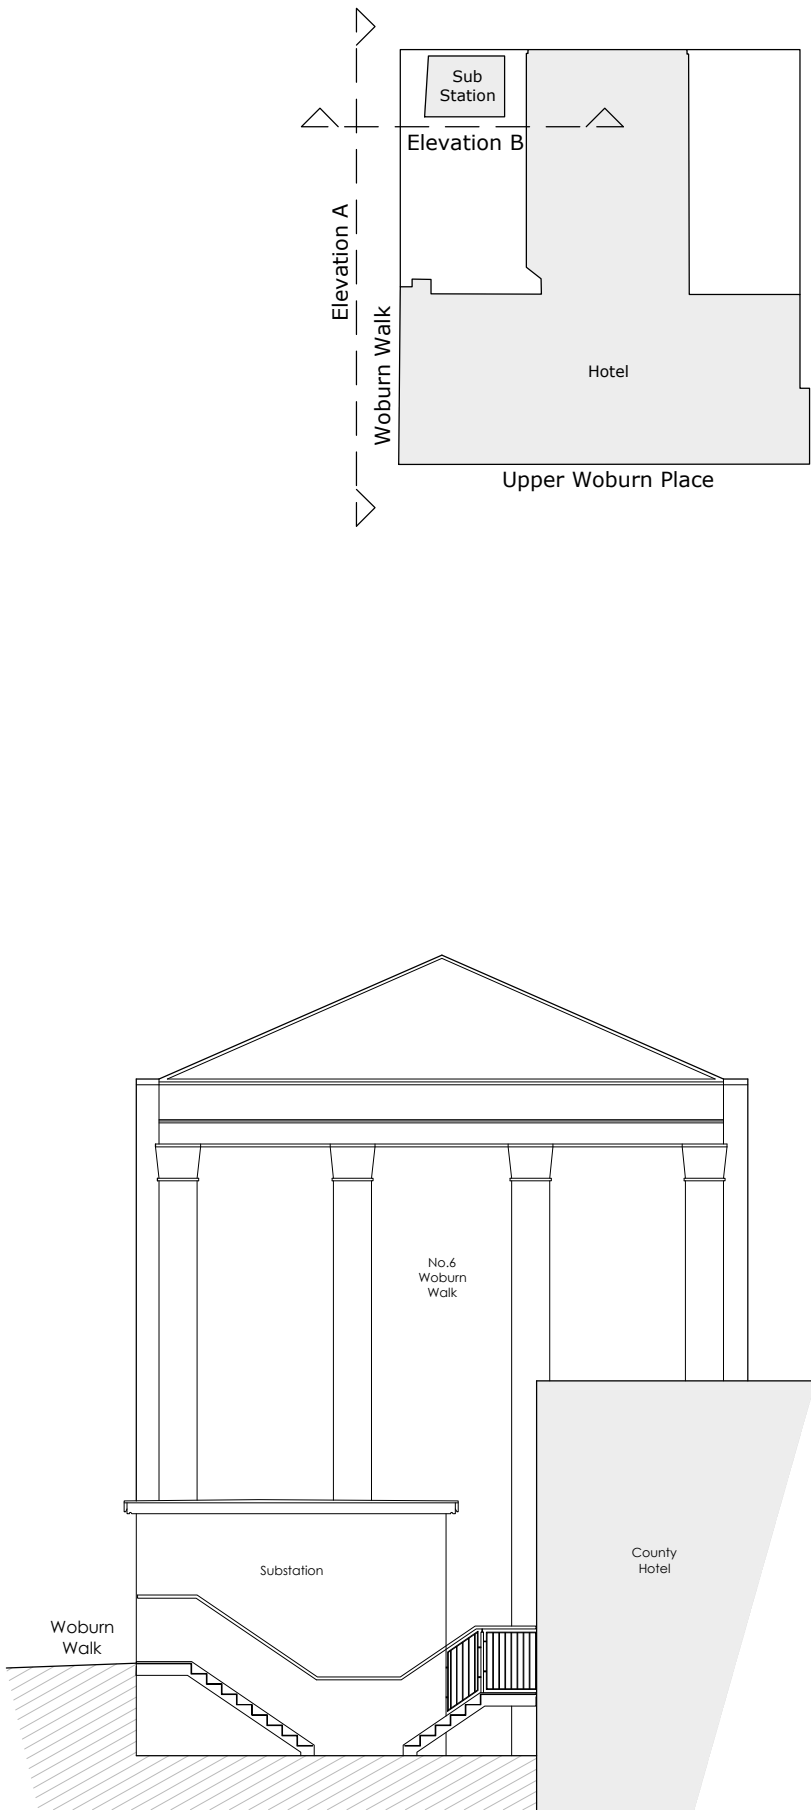 Sub
Station
Elevation B
Elevation A
Woburn Walk
Hotel
Upper Woburn Place
No.6
Woburn
Walk
County
Hotel
Substation
Woburn
Walk